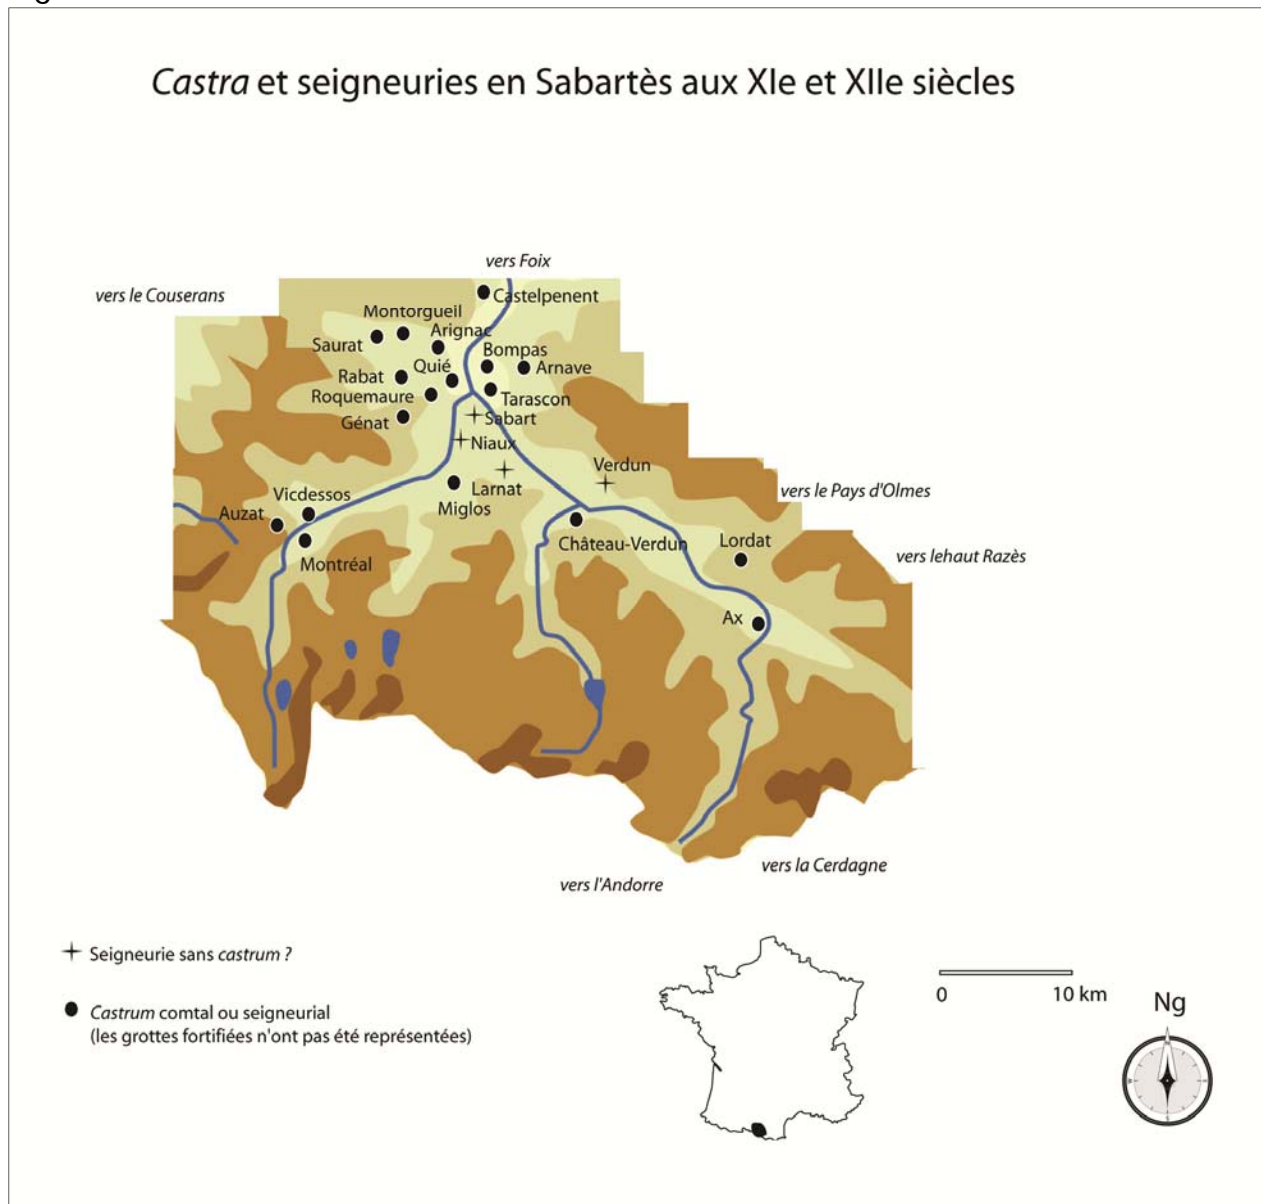 Castra et seigneuries en Sabartès aux XIe et XIIe siècles
vers Foix
vers le Couserans
Castelpenent
Montorgueil
Arignac
Saurat
Bompas
Quié
Arnave
Rabat
Roquemaure
Tarascon
Génat
Sabart
Niaux
Verdun
Larnat
vers le Pays d'Olmes
Vicdessos
Miglos
Auzat
Château-Verdun
Lordat
vers lehaut Razès
Montréal
Ax
vers la Cerdagne
vers l'Andorre
Seigneurie sans castrum ?
Castrum comtal ou seigneurial
(les grottes fortifiées n'ont pas été représentées)
0 10 km
Ng